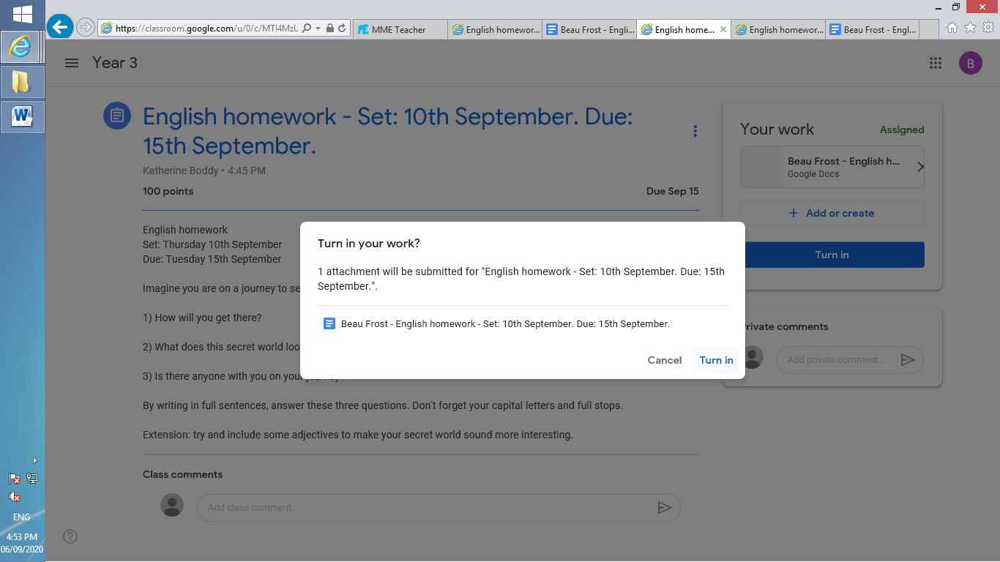 https://classroom.google.com/u/0/c/MTI4MzU
MME Teacher
English homewor...
Beau Frost - Engli...
English home...
English homewor...
Beau Frost - Engl...
Year 3
B
English homework - Set: 10th September. Due:
15th September.
Katherine Boddy • 4:45 PM
100 points
Due Sep 15
English homework
Set: Thursday 10th September
Due: Tuesday 15th September
Imagine you are on a journey to se
1) How will you get there?
2) What does this secret world loo
3) Is there anyone with you on your journey?
By writing in full sentences, answer these three questions. Don't forget your capital letters and full stops.
Extension: try and include some adjectives to make your secret world sound more interesting.
Class comments
Add class comment...
Your work
Assigned
Beau Frost - English h...
Google Docs
+ Add or create
Turn in
Private comments
Add private comment...
Turn in your work?
1 attachment will be submitted for "English homework - Set: 10th September. Due: 15th
September.".
Beau Frost - English homework - Set: 10th September. Due: 15th September.
Cancel
Turn in
ENG
4:53 PM
06/09/2020